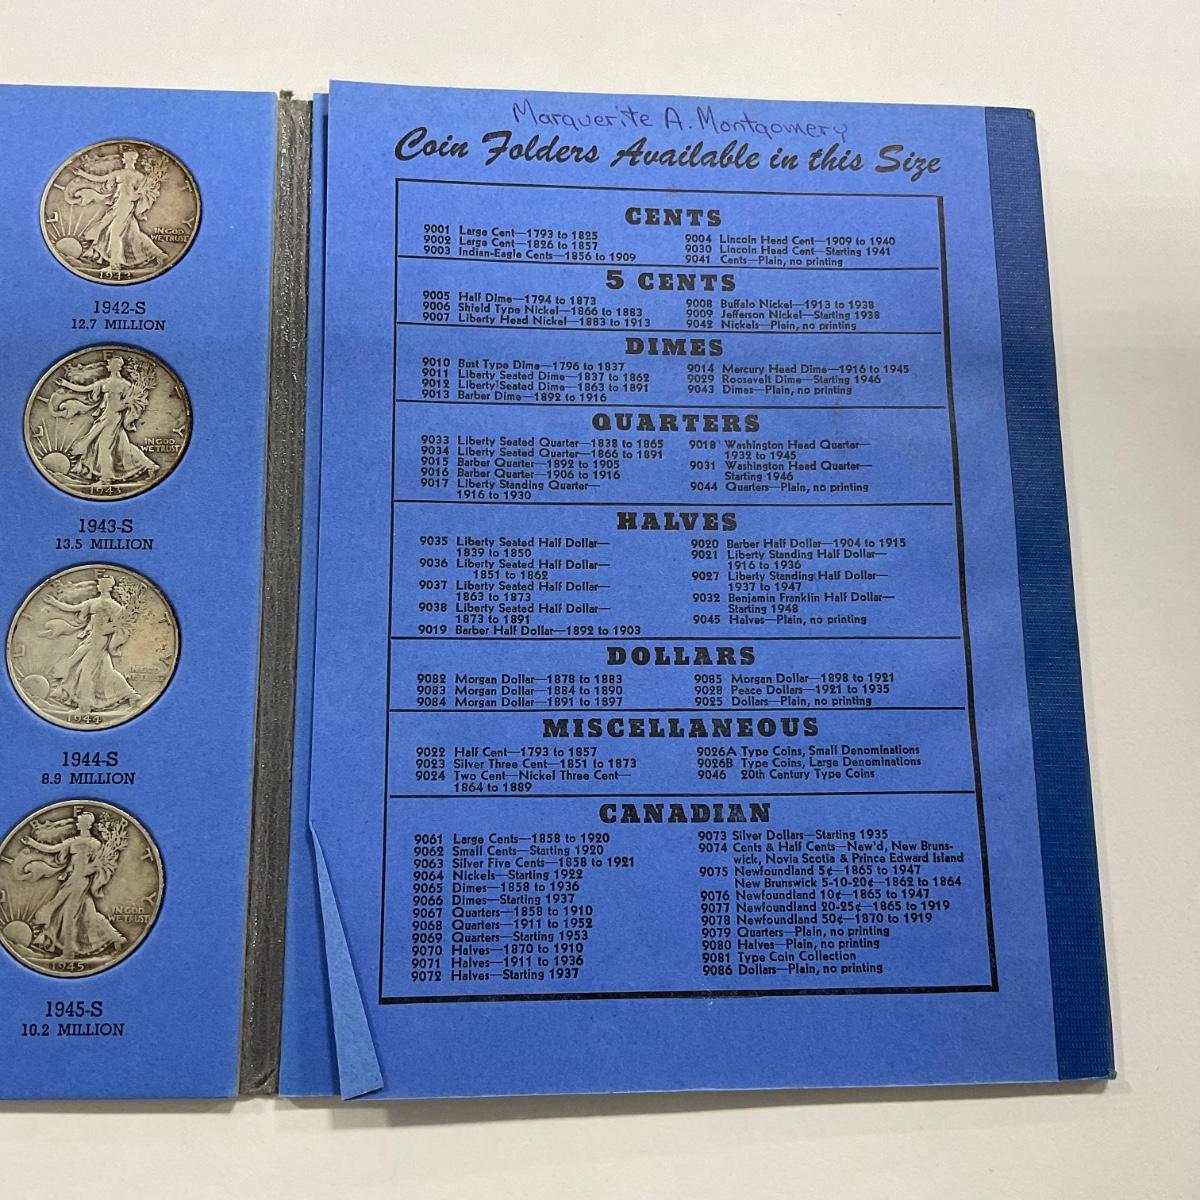 LIBERTY
IN GOD
WE TRUST
1942
1942-S
12.7 MILLION
LIBERTY
IN GOD
WE TRUST
1943
1943-S
13.5 MILLION
LIBERTY
IN GOD
WE TRUST
1944
1944-S
8.9 MILLION
LIBERTY
IN GOD
WE TRUST
1945
1945-S
10.2 MILLION
Marguerite A. Montgomery
Coin Folders Available in this Size
CENTS
9001 Large Cent—1793 to 1825
9002 Large Cent—1826 to 1857
9003 Indian-Eagle Cents—1856 to 1909
9004 Lincoln Head Cent—1909 to 1940
9030 Lincoln Head Cent—Starting 1941
9041 Cents—Plain, no printing
5 CENTS
9005 Half Dime—1794 to 1873
9006 Shield Type Nickel—1866 to 1883
9007 Liberty Head Nickel—1883 to 1913
9008 Buffalo Nickel—1913 to 1938
9009 Jefferson Nickel—Starting 1938
9042 Nickels—Plain, no printing
DIMES
9010 Bust Type Dime—1796 to 1837
9011 Liberty Seated Dime—1837 to 1862
9012 Liberty Seated Dime—1863 to 1891
9013 Barber Dime—1892 to 1916
9014 Mercury Head Dime—1916 to 1945
9029 Roosevelt Dime—Starting 1946
9043 Dimes—Plain, no printing
QUARTERS
9033 Liberty Seated Quarter—1838 to 1865
9034 Liberty Seated Quarter—1866 to 1891
9015 Barber Quarter—1892 to 1905
9016 Barber Quarter—1906 to 1916
9017 Liberty Standing Quarter—
1916 to 1930
9018 Washington Head Quarter—
1932 to 1945
9031 Washington Head Quarter—
Starting 1946
9044 Quarters—Plain, no printing
HALVES
9035 Liberty Seated Half Dollar—
1839 to 1850
9036 Liberty Seated Half Dollar—
1851 to 1862
9037 Liberty Seated Half Dollar—
1863 to 1873
9038 Liberty Seated Half Dollar—
1873 to 1891
9019 Barber Half Dollar—1892 to 1903
9020 Barber Half Dollar—1904 to 1915
9021 Liberty Standing Half Dollar—
1916 to 1936
9027 Liberty Standing Half Dollar—
1937 to 1947
9032 Benjamin Franklin Half Dollar—
Starting 1948
9045 Halves—Plain, no printing
DOLLARS
9082 Morgan Dollar—1878 to 1883
9083 Morgan Dollar—1884 to 1890
9084 Morgan Dollar—1891 to 1897
9085 Morgan Dollar—1898 to 1921
9028 Peace Dollars—1921 to 1935
9025 Dollars—Plain, no printing
MISCELLANEOUS
9022 Half Cent—1793 to 1857
9023 Silver Three Cent—1851 to 1873
9024 Two Cent—Nickel Three Cent—
1864 to 1889
9026A Type Coins, Small Denominations
9026B Type Coins, Large Denominations
9046 20th Century Type Coins
CANADIAN
9061 Large Cents—1858 to 1920
9062 Small Cents—Starting 1920
9063 Silver Five Cents—1858 to 1921
9064 Nickels—Starting 1922
9065 Dimes—1858 to 1936
9066 Dimes—Starting 1937
9067 Quarters—1858 to 1910
9068 Quarters—1911 to 1952
9069 Quarters—Starting 1953
9070 Halves—1870 to 1910
9071 Halves—1911 to 1936
9072 Halves—Starting 1937
9073 Silver Dollars—Starting 1935
9074 Cents & Half Cents—New'd, New Bruns-
wick, Novia Scotia & Prince Edward Island
9075 Newfoundland 5¢—1865 to 1947
New Brunswick 5-10-20¢—1862 to 1864
9076 Newfoundland 10¢—1865 to 1947
9077 Newfoundland 20-25¢—1865 to 1919
9078 Newfoundland 50¢—1870 to 1919
9079 Quarters—Plain, no printing
9080 Halves—Plain, no printing
9081 Type Coin Collection
9086 Dollars—Plain, no printing